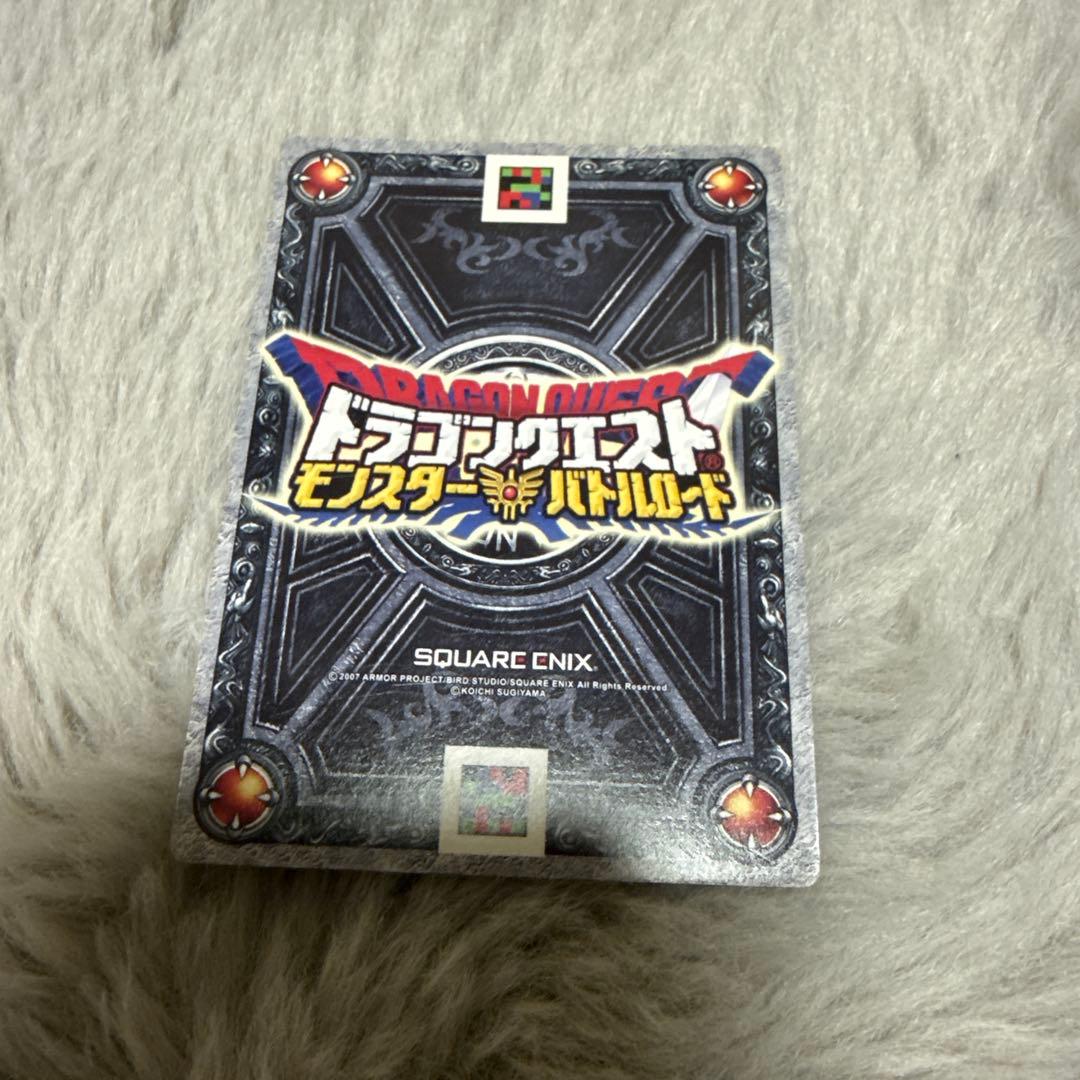 DRAGON QUEST
ドラゴンクエスト®
モンスター バトルロード
SQUARE ENIX®
©2007 ARMOR PROJECT/BIRD STUDIO/SQUARE ENIX All Rights Reserved.
©KOICHI SUGIYAMA